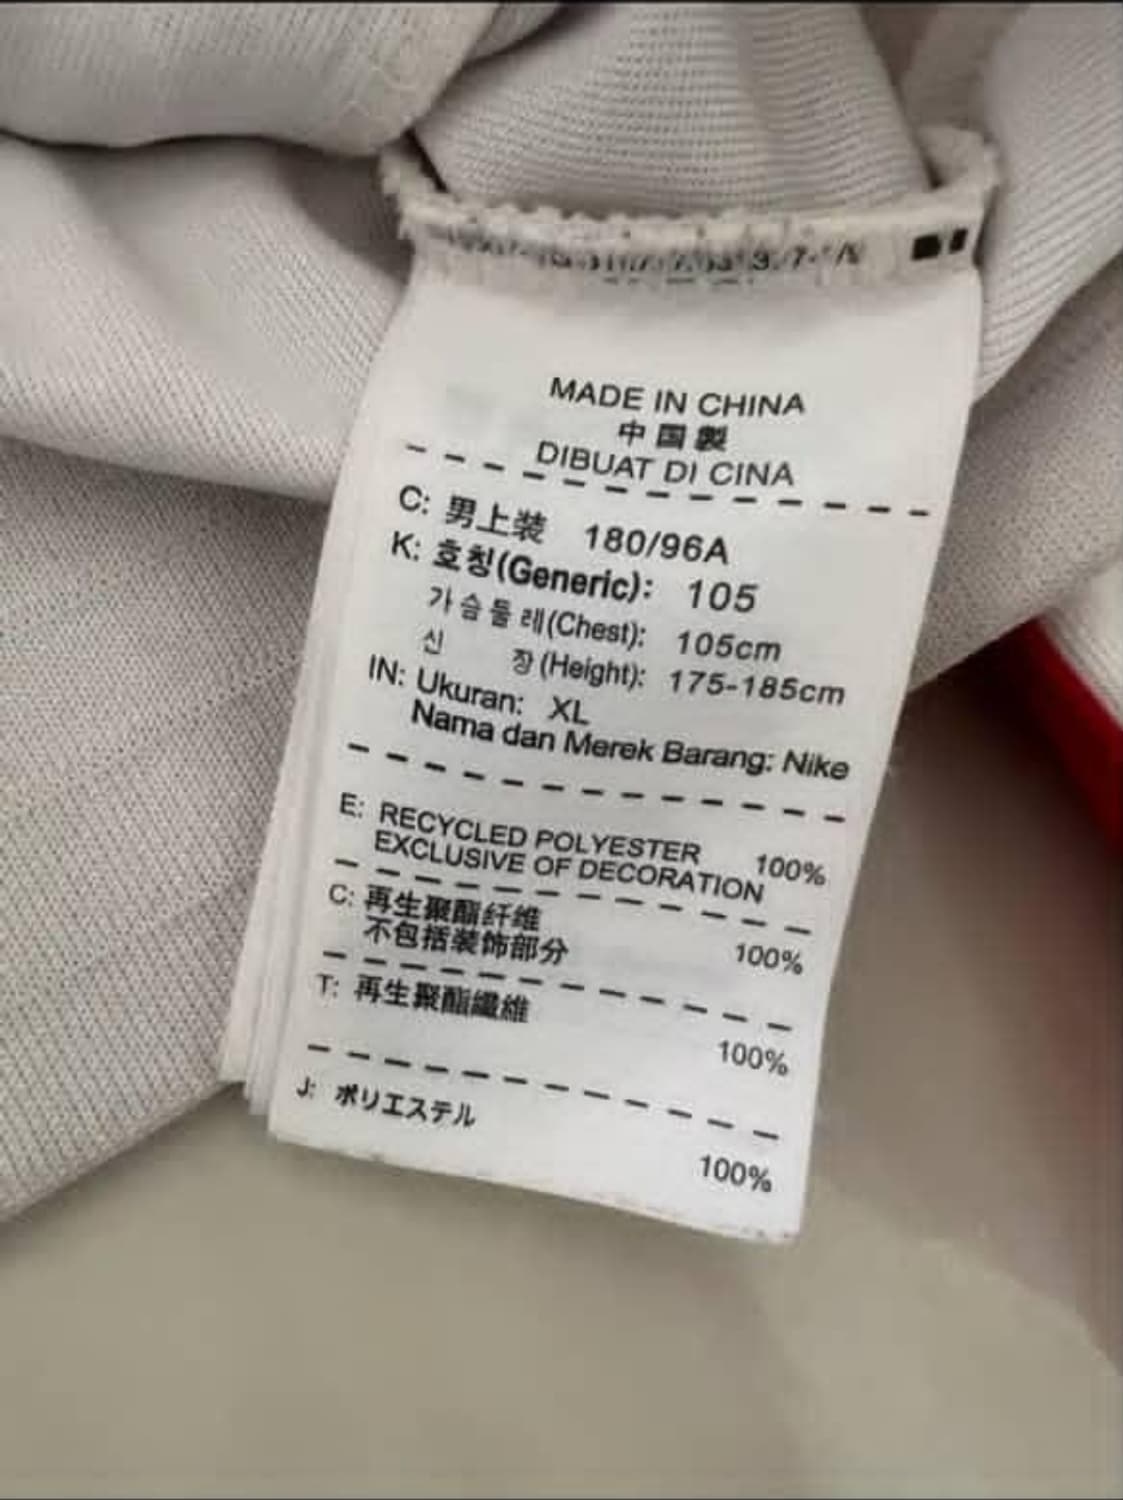 MADE IN CHINA
中国製
DIBUAT DI CINA
C: 男上装 180/96A
K: 호칭(Generic): 105
가슴둘레(Chest): 105cm
신 장(Height): 175-185cm
IN: Ukuran: XL
Nama dan Merek Barang: Nike
E: RECYCLED POLYESTER 100%
EXCLUSIVE OF DECORATION
C: 再生聚酯纤维
不包括装饰部分 100%
T: 再生聚酯纖維
100%
J: ポリエステル
100%